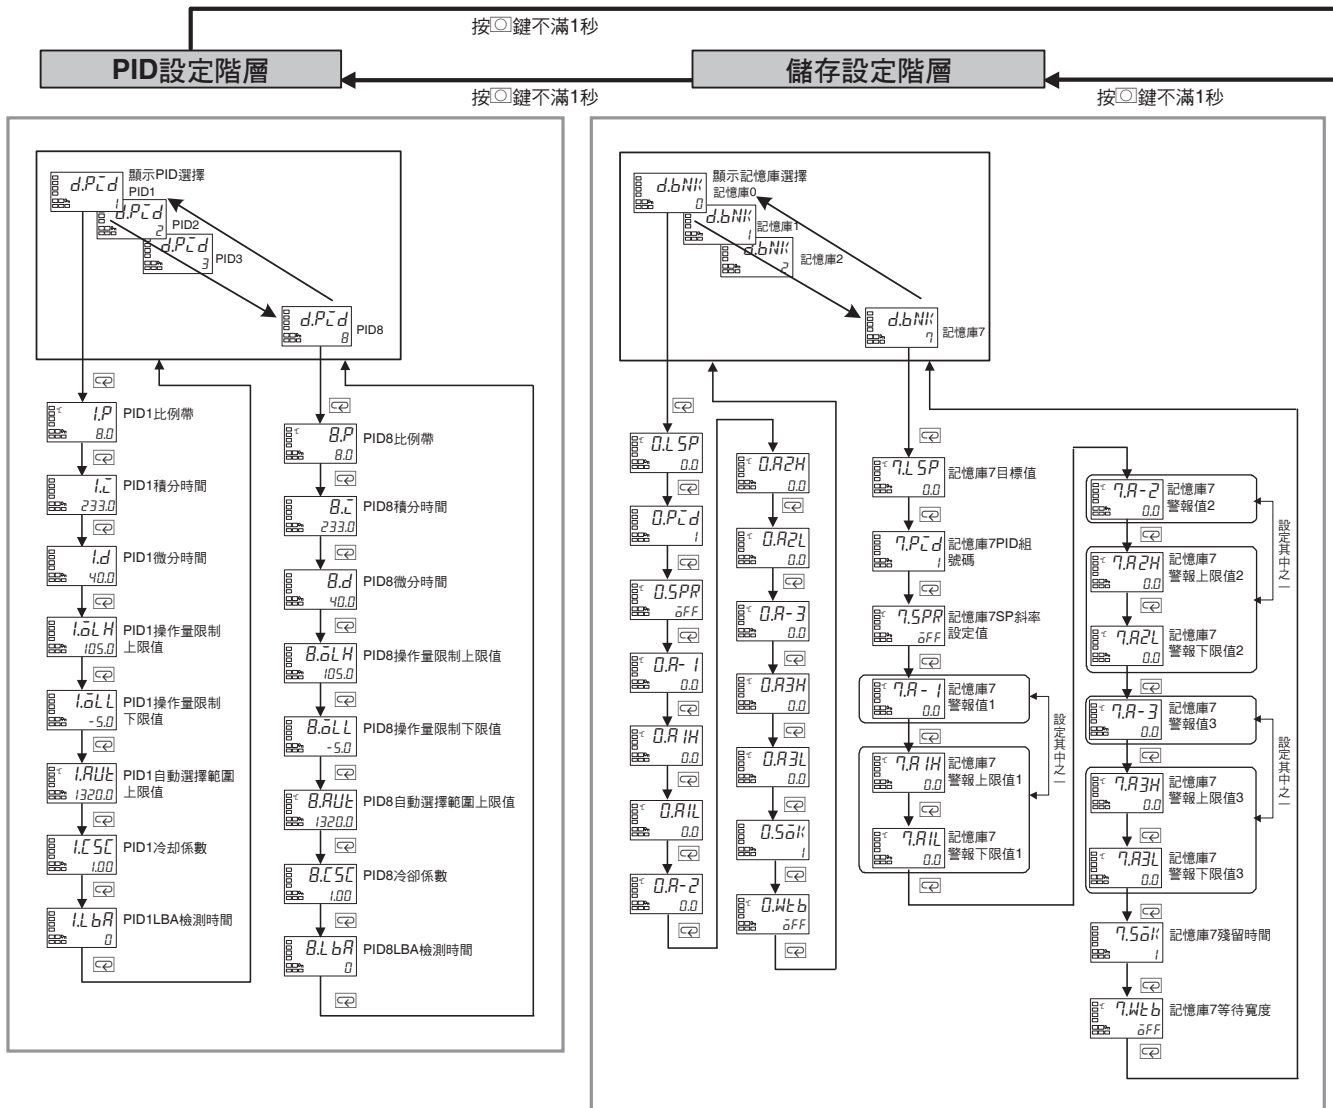 按鍵不滿1秒
PID設定階層
儲存設定階層
按鍵不滿1秒
按鍵不滿1秒
顯示PID選擇
d.Pid
1
PID1
d.Pid
2
PID2
d.Pid
3
PID3
d.Pid
8
PID8
1.P
8.0
PID1比例帶
1.i
233.0
PID1積分時間
1.d
40.0
PID1微分時間
1.oLH
105.0
PID1操作量限制
上限值
1.oLL
-5.0
PID1操作量限制
下限值
1.AUt
1320.0
PID1自動選擇範圍
上限值
1.CSC
1.00
PID1冷却係數
1.LbA
0
PID1LBA檢測時間
8.P
8.0
PID8比例帶
8.i
233.0
PID8積分時間
8.d
40.0
PID8微分時間
8.oLH
105.0
PID8操作量限制上限值
8.oLL
-5.0
PID8操作量限制下限值
8.AUt
1320.0
PID8自動選擇範圍上限值
8.CSC
1.00
PID8冷卻係數
8.LbA
0
PID8LBA檢測時間
顯示記憶庫選擇
d.bNK
0
記憶庫0
d.bNK
1
記憶庫1
d.bNK
2
記憶庫2
d.bNK
7
記憶庫7
0.LSP
0.0
0.Pid
1
0.SPR
oFF
0.A-1
0.0
0.A1H
0.0
0.A1L
0.0
0.A-2
0.0
0.A2H
0.0
0.A2L
0.0
0.A-3
0.0
0.A3H
0.0
0.A3L
0.0
0.SoK
1
0.Wtb
oFF
7.LSP
0.0
記憶庫7目標值
7.Pid
1
記憶庫7PID組
號碼
7.SPR
oFF
記憶庫7SP斜率
設定值
7.A-1
0.0
記憶庫7
警報值1
7.A1H
0.0
記憶庫7
警報上限值1
7.A1L
0.0
記憶庫7
警報下限值1
設定其中之一
7.A-2
0.0
記憶庫7
警報值2
7.A2H
0.0
記憶庫7
警報上限值2
7.A2L
0.0
記憶庫7
警報下限值2
設定其中之一
7.A-3
0.0
記憶庫7
警報值3
7.A3H
0.0
記憶庫7
警報上限值3
7.A3L
0.0
記憶庫7
警報下限值3
設定其中之一
7.SoK
1
記憶庫7殘留時間
7.Wtb
oFF
記憶庫7等待寬度